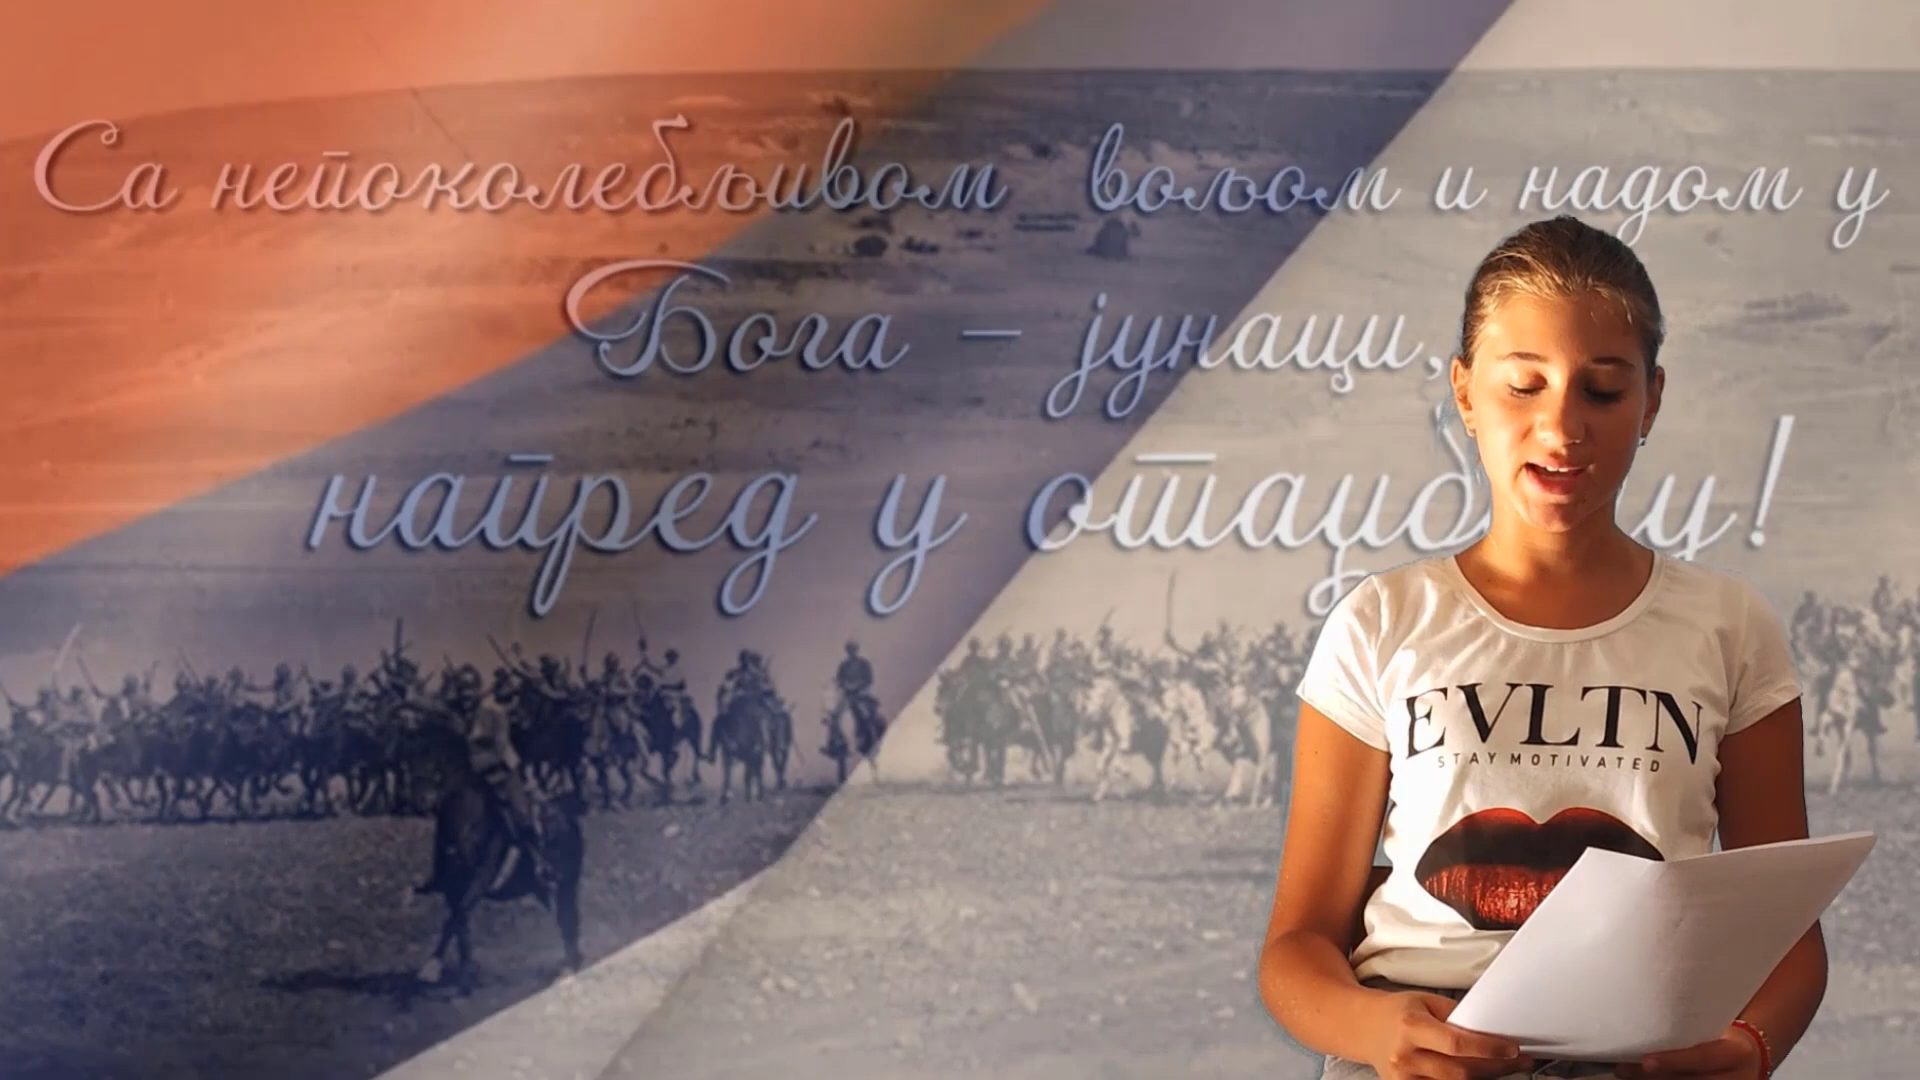 Са непоколебљивом вољом и надом у
Бога – јунаци,
напред у
EVLTN
STAY MOTIVATED